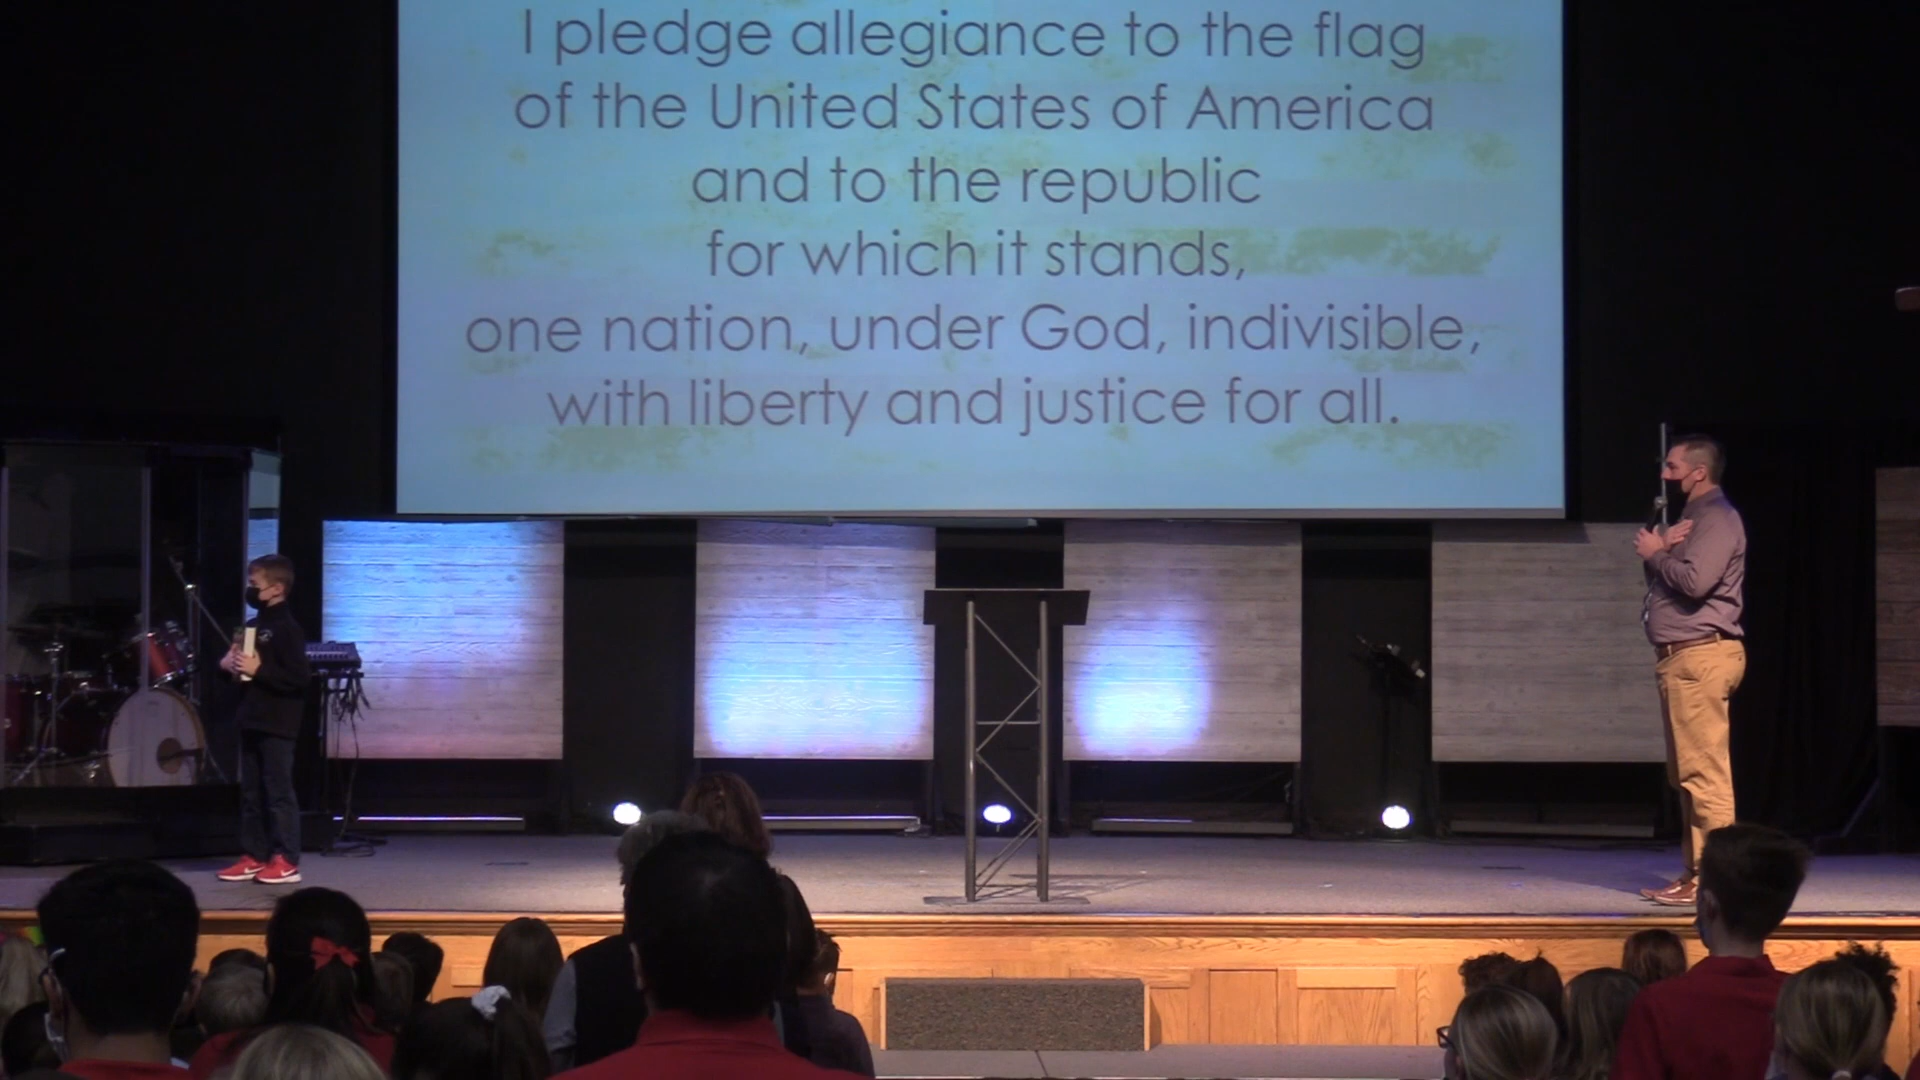 I pledge allegiance to the flag
of the United States of America
and to the republic
for which it stands,
one nation, under God, indivisible,
with liberty and justice for all.